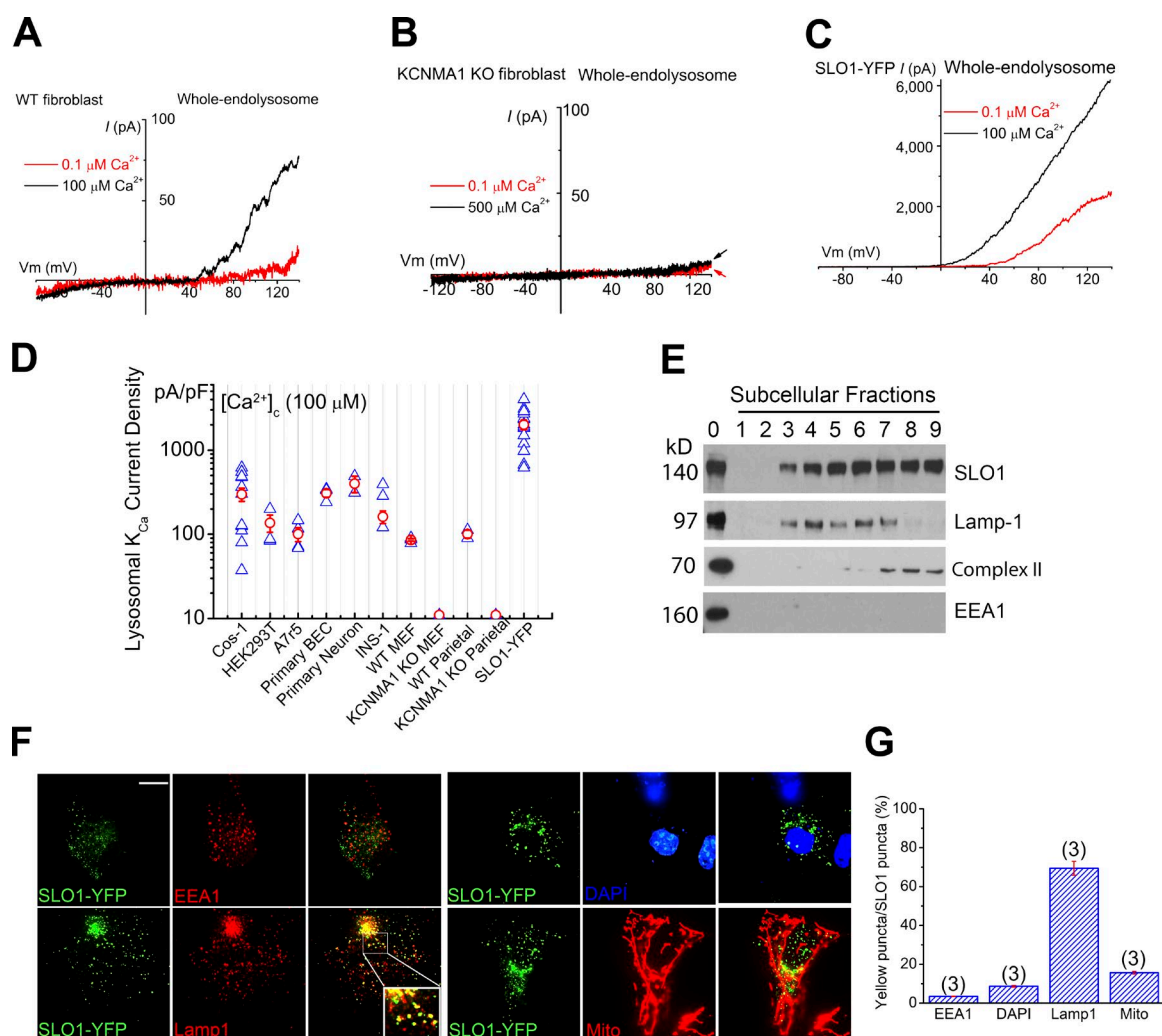 A
WT fibroblast
Whole-endolysosome
I (pA)
100
50
0.1 μM Ca2+
100 μM Ca2+
Vm (mV)
-80
-40
40
80
120
B
KCNMA1 KO fibroblast
Whole-endolysosome
I (pA)
100
50
0.1 μM Ca2+
500 μM Ca2+
Vm (mV)
-120
-80
-40
40
80
120
C
SLO1-YFP
I (pA)
Whole-endolysosome
6,000
4,000
2,000
0.1 μM Ca2+
100 μM Ca2+
Vm (mV)
-80
-40
0
40
80
120
D
Lysosomal KCa Current Density
pA/pF
[Ca2+]c (100 μM)
1000
100
10
Cos-1
HEK293T
A7r5
Primary BEC
Primary Neuron
INS-1
WT MEF
KCNMA1 KO MEF
WT Parietal
KCNMA1 KO Parietal
SLO1-YFP
E
Subcellular Fractions
kD
0 1 2 3 4 5 6 7 8 9
140
SLO1
97
Lamp-1
70
Complex II
160
EEA1
F
SLO1-YFP
EEA1
SLO1-YFP
DAPI
SLO1-YFP
Lamp1
SLO1-YFP
Mito
G
Yellow puncta/SLO1 puncta (%)
100
80
60
40
20
0
(3)
(3)
(3)
(3)
EEA1
DAPI
Lamp1
Mito